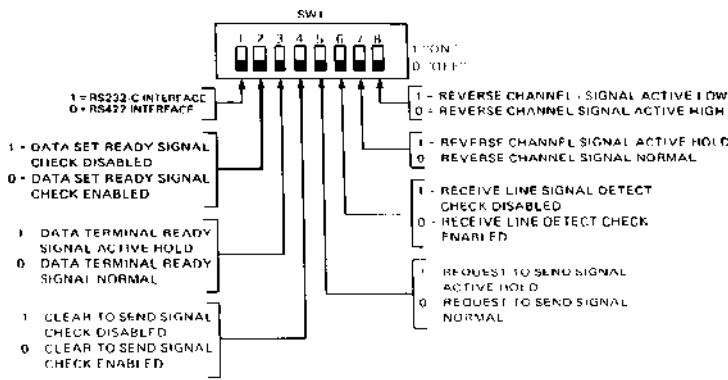 SW1
1 2 3 4 5 6 7 8
1 "ON"
0 "OFF"
1 = RS232-C INTERFACE
0 = RS422 INTERFACE
1 - DATA SET READY SIGNAL
CHECK DISABLED
0 - DATA SET READY SIGNAL
CHECK ENABLED
1 DATA TERMINAL READY
SIGNAL ACTIVE HOLD
0 DATA TERMINAL READY
SIGNAL NORMAL
1 CLEAR TO SEND SIGNAL
CHECK DISABLED
0 CLEAR TO SEND SIGNAL
CHECK ENABLED
1 - REVERSE CHANNEL - SIGNAL ACTIVE LOW
0 - REVERSE CHANNEL SIGNAL ACTIVE HIGH
1 - REVERSE CHANNEL SIGNAL ACTIVE HOLD
0 REVERSE CHANNEL SIGNAL NORMAL
1 - RECEIVE LINE SIGNAL DETECT
CHECK DISABLED
0 - RECEIVE LINE DETECT CHECK
ENABLED
1 REQUEST TO SEND SIGNAL
ACTIVE HOLD
0 REQUEST TO SEND SIGNAL
NORMAL